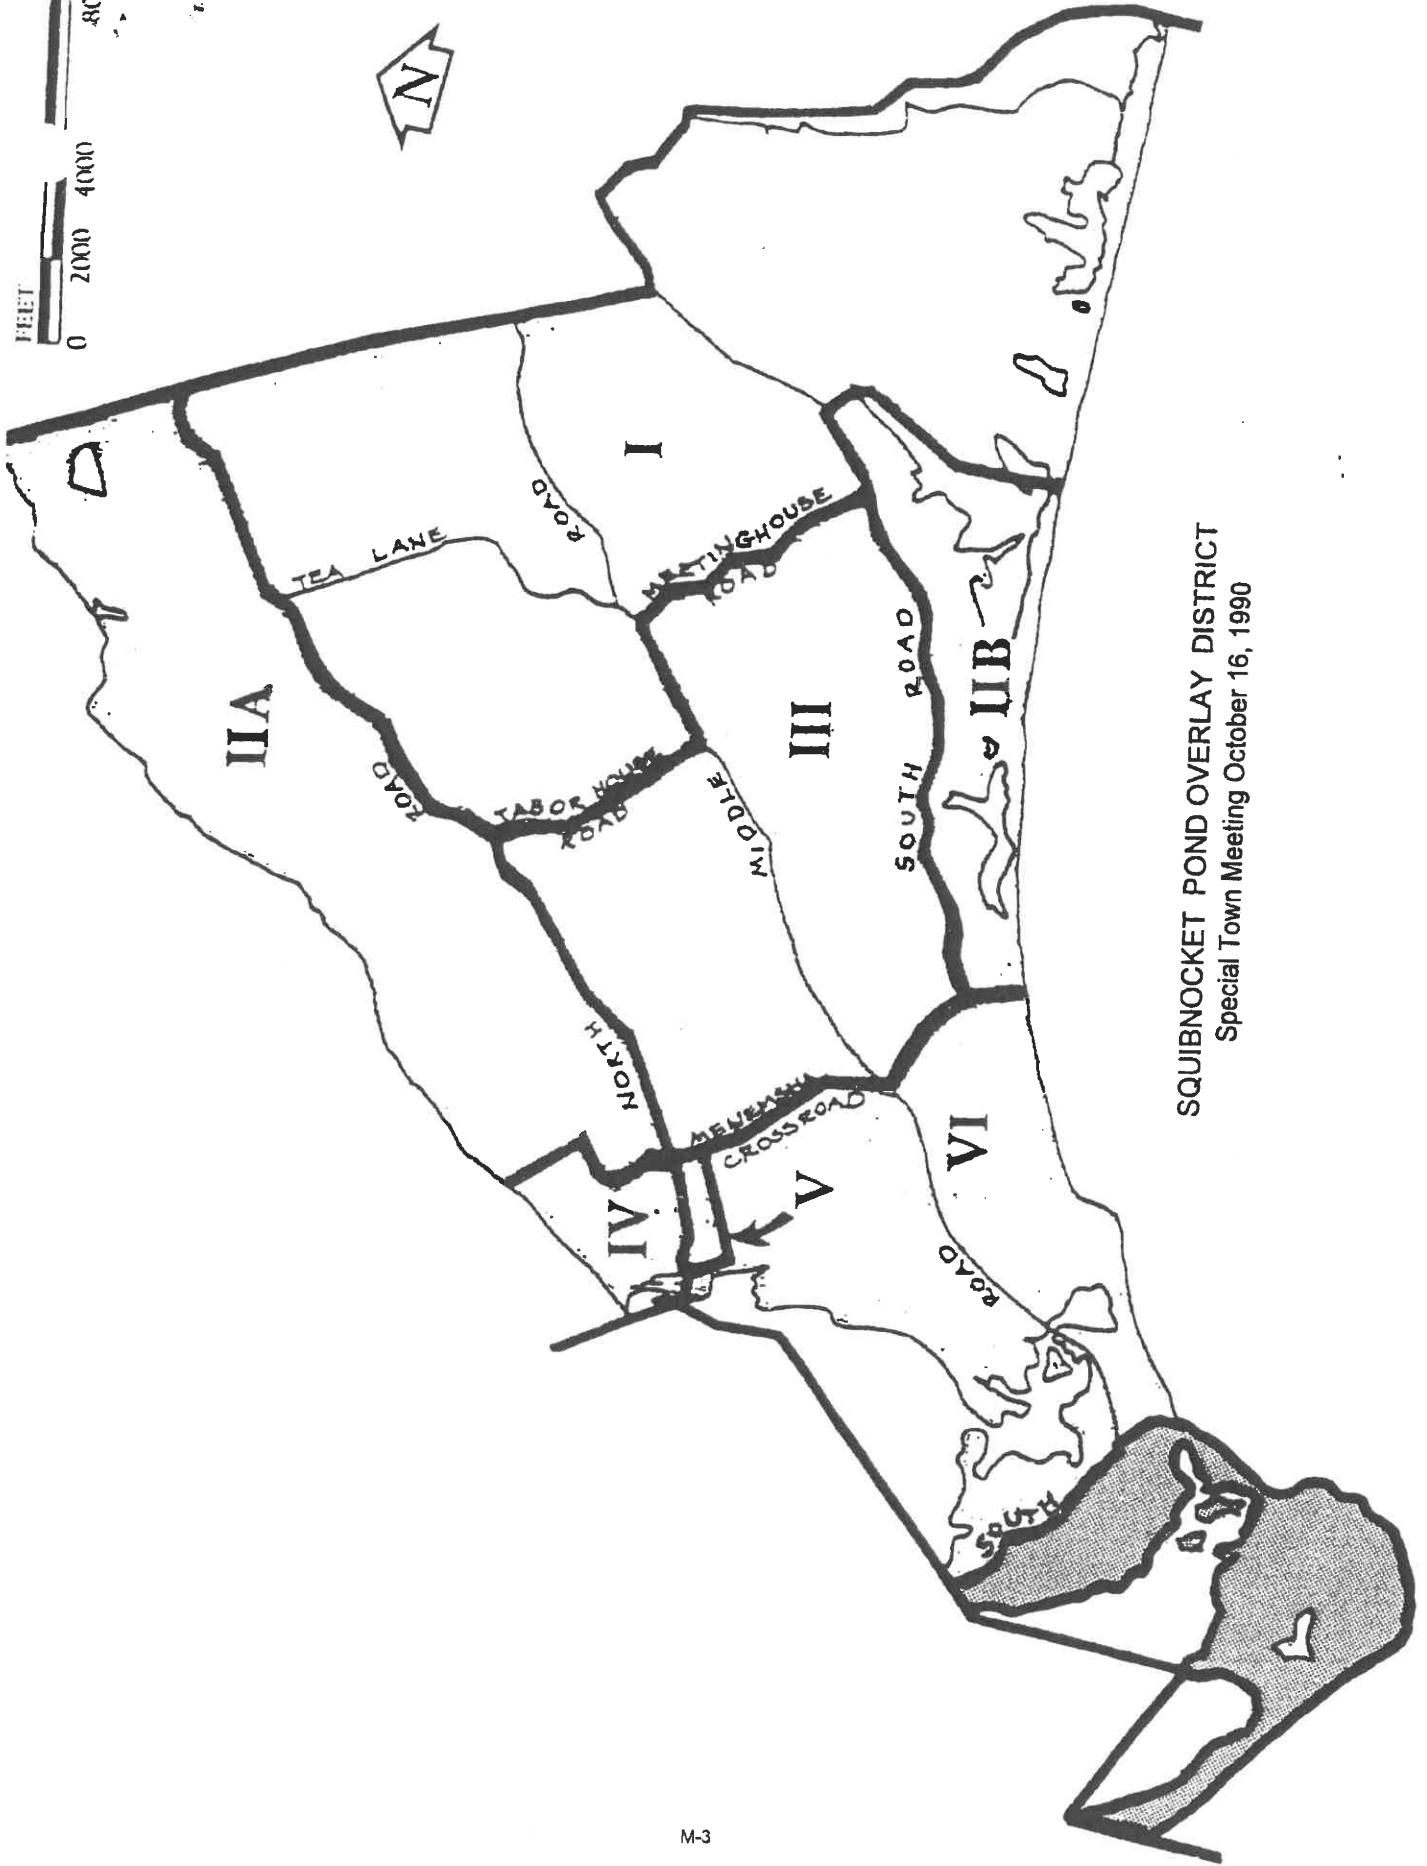 FEET
0 2000 4000 80
N
I
IIA
TEA LANE
ROAD
MEETINGHOUSE
ROAD
ROAD
TABOR HOUSE
ROAD
III
MIDDLE
SOUTH ROAD
IIB
NORTH
MENEMSHA
CROSSROAD
IV
V
VI
ROAD
SOUTH
SQUIBNOCKET POND OVERLAY DISTRICT
Special Town Meeting October 16, 1990
M-3